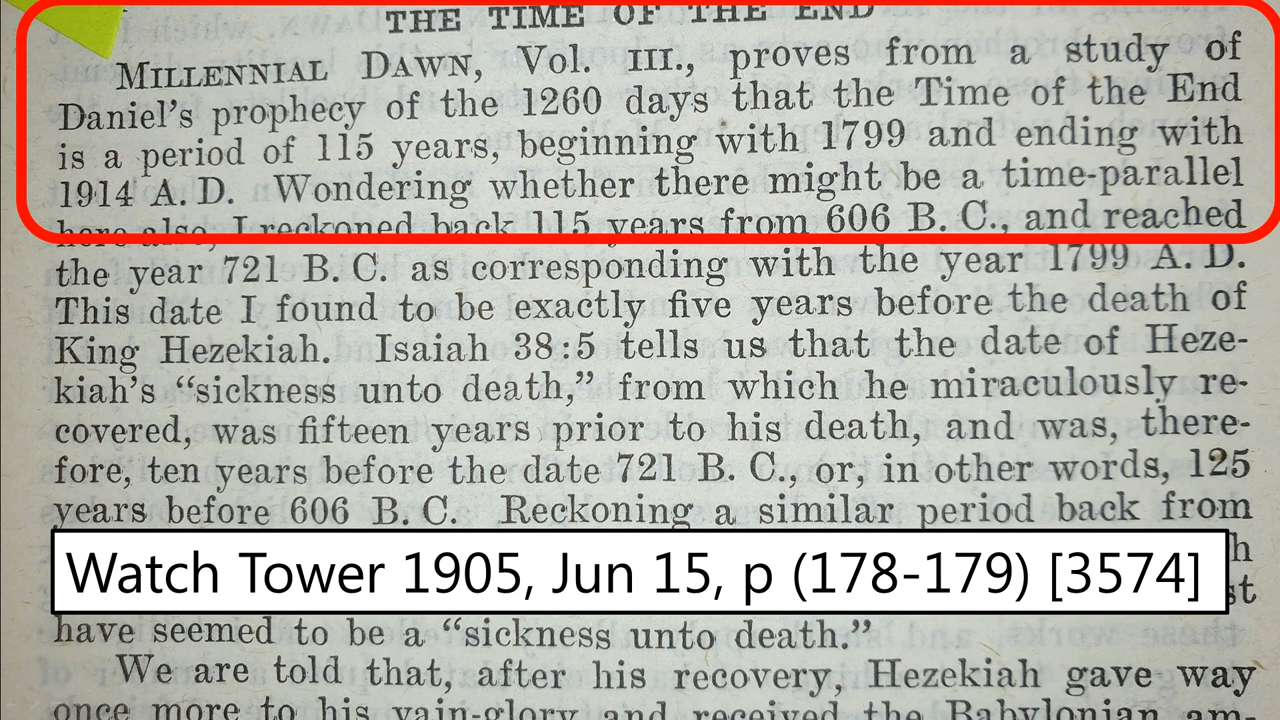 THE TIME OF THE END
MILLENNIAL DAWN, Vol. III., proves from a study of
Daniel's prophecy of the 1260 days that the Time of the End
is a period of 115 years, beginning with 1799 and ending with
1914 A. D. Wondering whether there might be a time-parallel
here also, I reckoned back 115 years from 606 B. C., and reached
the year 721 B. C. as corresponding with the year 1799 A. D.
This date I found to be exactly five years before the death of
King Hezekiah. Isaiah 38:5 tells us that the date of Heze-
kiah's “sickness unto death,” from which he miraculously re-
covered, was fifteen years prior to his death, and was, there-
fore, ten years before the date 721 B. C., or, in other words, 125
years before 606 B. C. Reckoning a similar period back from
Watch Tower 1905, Jun 15, p (178-179) [3574]
have seemed to be a “sickness unto death.”
We are told that, after his recovery, Hezekiah gave way
once more to his vain-glory and received the Babylonian am-